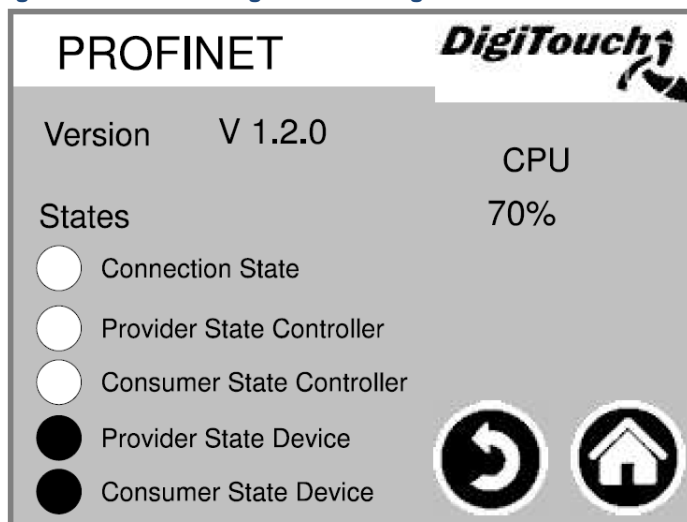 PROFINET
DigiTouch
Version V 1.2.0
CPU
70%
States
Connection State
Provider State Controller
Consumer State Controller
Provider State Device
Consumer State Device